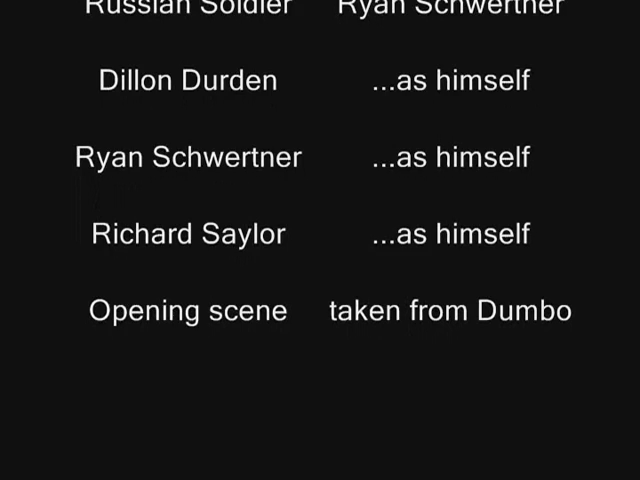 Russian Soldier Ryan Schwertner
Dillon Durden ...as himself
Ryan Schwertner ...as himself
Richard Saylor ...as himself
Opening scene taken from Dumbo